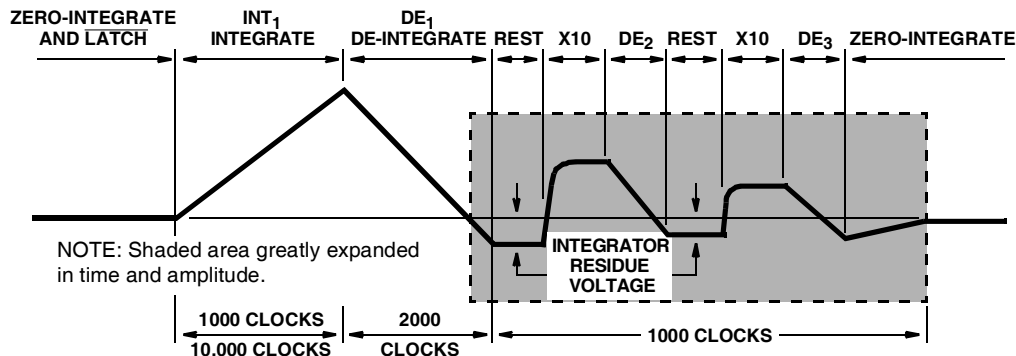 ZERO-INTEGRATE
AND LATCH
INT1
INTEGRATE
DE1
DE-INTEGRATE
REST
X10
DE2
REST
X10
DE3
ZERO-INTEGRATE
NOTE: Shaded area greatly expanded
in time and amplitude.
INTEGRATOR
RESIDUE
VOLTAGE
1000 CLOCKS
10,000 CLOCKS
2000
CLOCKS
1000 CLOCKS